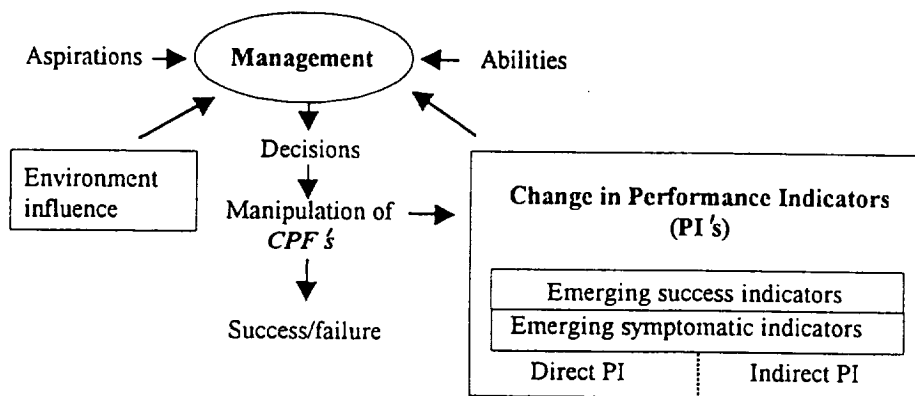 Aspirations
Management
Abilities
Environment
influence
Decisions
Manipulation of
CPF's
Success/failure
Change in Performance Indicators
(PI's)
Emerging success indicators
Emerging symptomatic indicators
Direct PI
Indirect PI